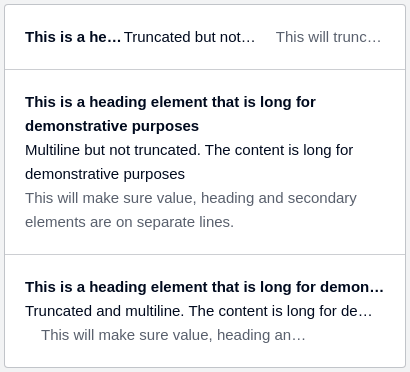 This is a he… Truncated but not… This will trunc…
This is a heading element that is long for
demonstrative purposes
Multiline but not truncated. The content is long for
demonstrative purposes
This will make sure value, heading and secondary
elements are on separate lines.
This is a heading element that is long for demon…
Truncated and multiline. The content is long for de…
This will make sure value, heading an…